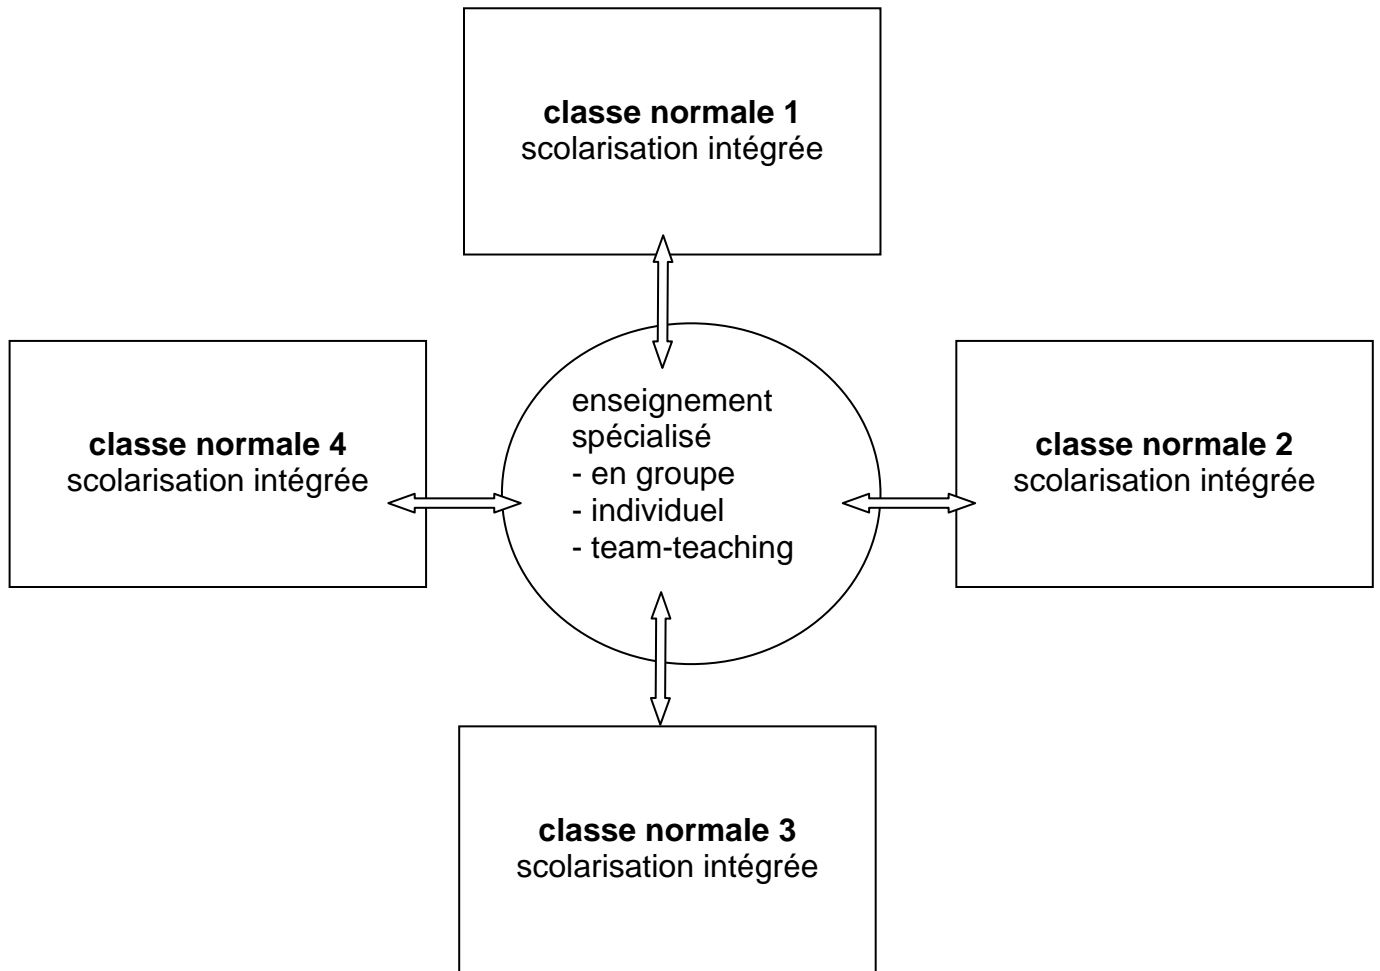 classe normale 1
scolarisation intégrée
classe normale 4
scolarisation intégrée
enseignement
spécialisé
- en groupe
- individuel
- team-teaching
classe normale 2
scolarisation intégrée
classe normale 3
scolarisation intégrée